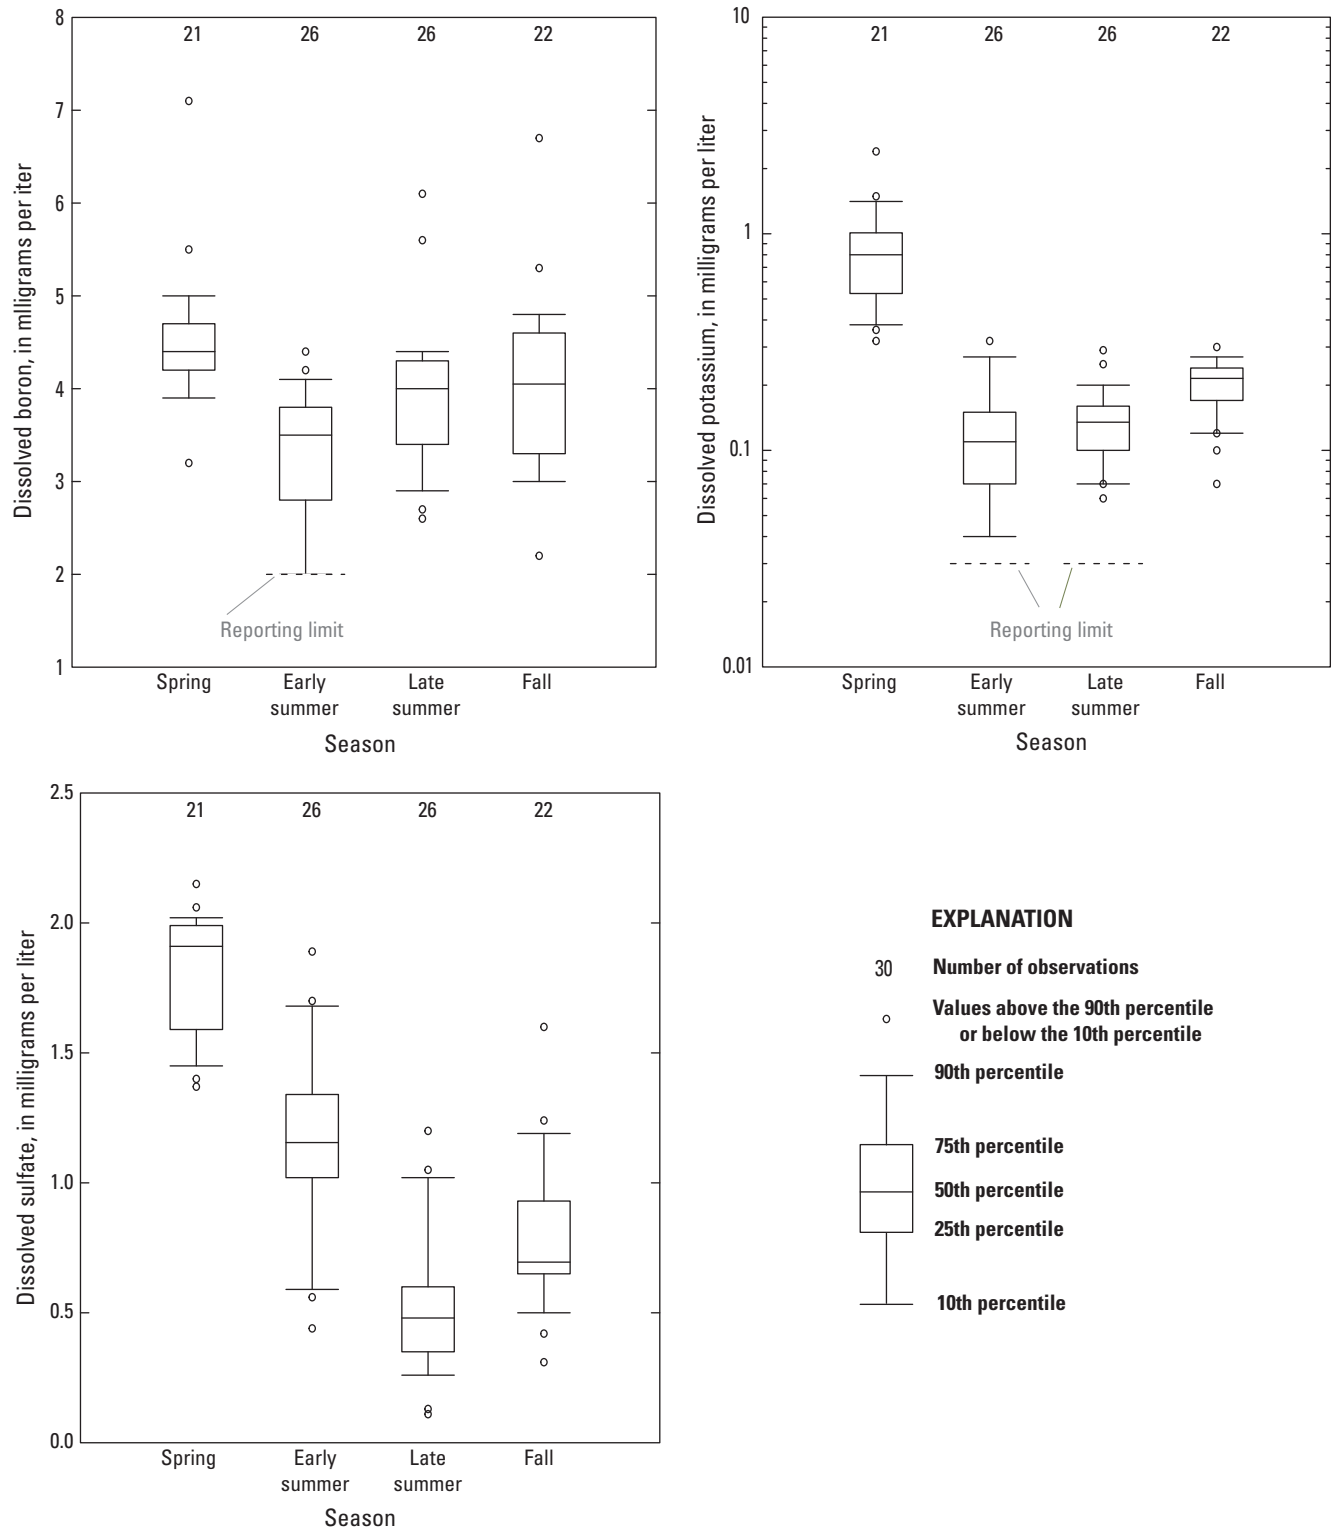 8
7
6
5
4
3
2
1
Dissolved boron, in mlligrams per iter
21 26 26 22
Reporting limit
Spring Early summer Late summer Fall
Season
10
1
0.1
0.01
Dissolved potassium, in milligrams per liter
21 26 26 22
Reporting limit
Spring Early summer Late summer Fall
Season
2.5
2.0
1.5
1.0
0.5
0.0
Dissolved sulfate, in milligrams per liter
21 26 26 22
Spring Early summer Late summer Fall
Season
EXPLANATION
30 Number of observations
Values above the 90th percentile
or below the 10th percentile
90th percentile
75th percentile
50th percentile
25th percentile
10th percentile